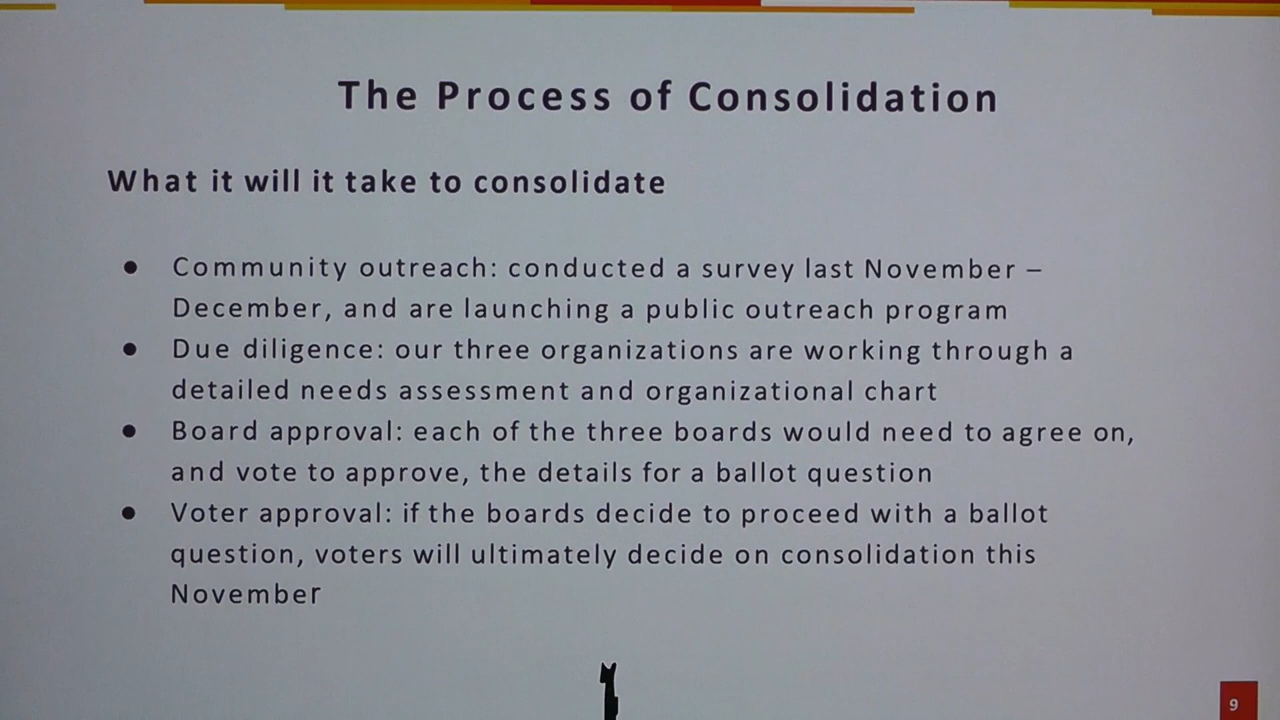 The Process of Consolidation
What it will it take to consolidate
● Community outreach: conducted a survey last November –
December, and are launching a public outreach program
● Due diligence: our three organizations are working through a
detailed needs assessment and organizational chart
● Board approval: each of the three boards would need to agree on,
and vote to approve, the details for a ballot question
● Voter approval: if the boards decide to proceed with a ballot
question, voters will ultimately decide on consolidation this
November
9